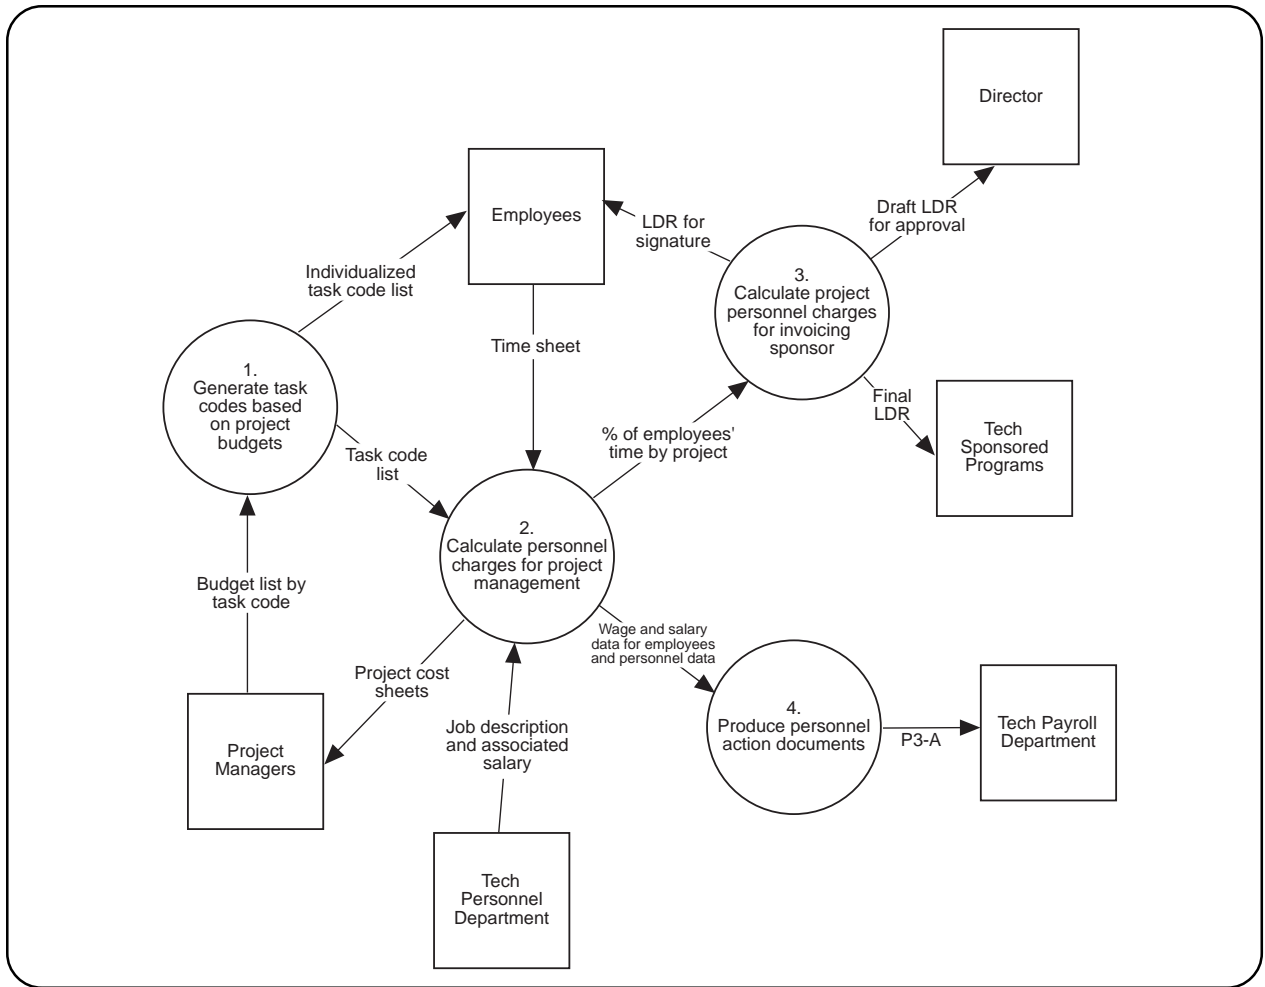 Director
Employees
LDR for
signature
Draft LDR
for approval
Individualized
task code list
3.
Calculate project
personnel charges
for invoicing
sponsor
Time sheet
1.
Generate task
codes based
on project
budgets
Final
LDR
Tech
Sponsored
Programs
% of employees'
time by project
Task code
list
2.
Calculate personnel
charges for project
management
Budget list by
task code
Wage and salary
data for employees
and personnel data
Project cost
sheets
4.
Produce personnel
action documents
P3-A
Tech Payroll
Department
Project
Managers
Job description
and associated
salary
Tech
Personnel
Department